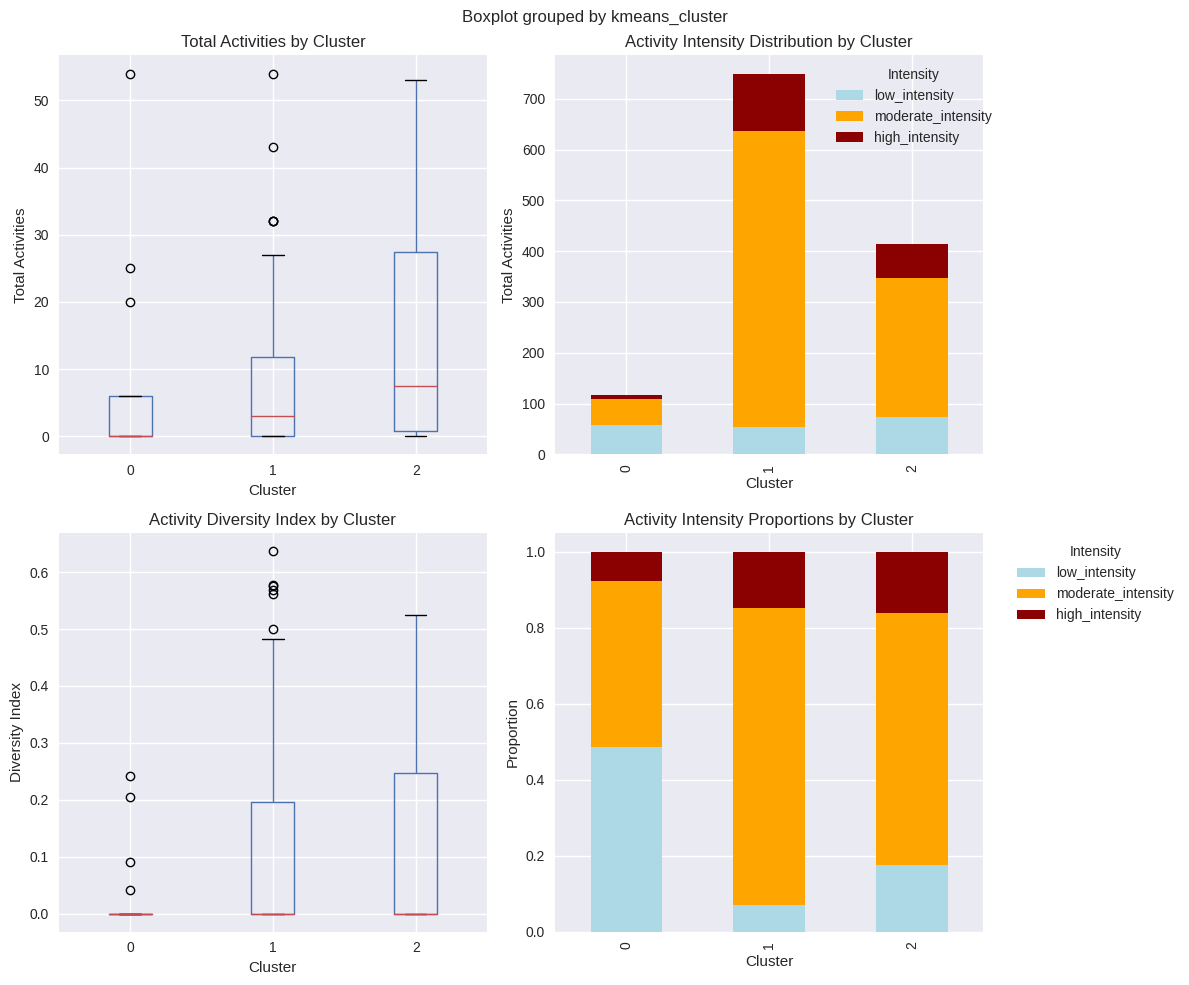 Boxplot grouped by kmeans_cluster
Total Activities by Cluster
Total Activities
50
40
30
20
10
0
0 1 2
Cluster
Activity Intensity Distribution by Cluster
Total Activities
700
600
500
400
300
200
100
0
Intensity
low_intensity
moderate_intensity
high_intensity
0 1 2
Cluster
Activity Diversity Index by Cluster
Diversity Index
0.6
0.5
0.4
0.3
0.2
0.1
0.0
0 1 2
Cluster
Activity Intensity Proportions by Cluster
Proportion
1.0
0.8
0.6
0.4
0.2
0.0
0 1 2
Cluster
Intensity
low_intensity
moderate_intensity
high_intensity